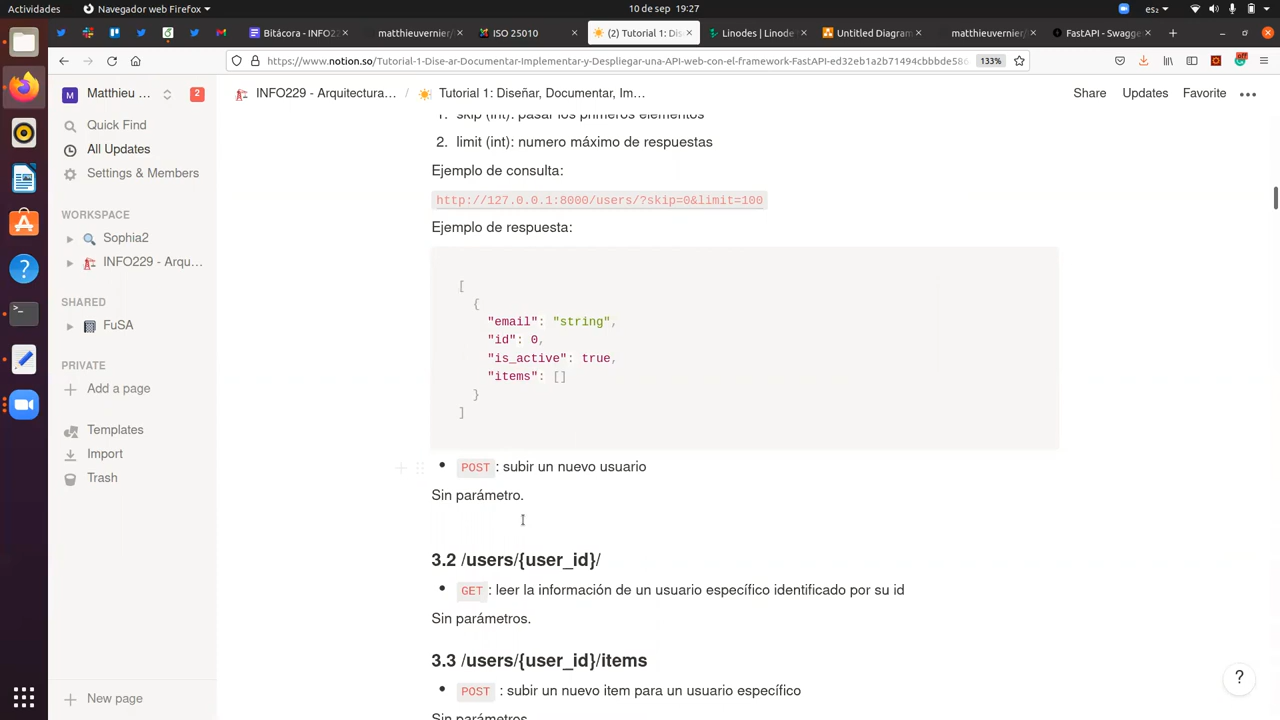 Actividades
Navegador web Firefox
10 de sep 19:27
es₂
Bitácora - INFO22
matthieuvernier/
ISO 25010
(2) Tutorial 1: Dis
Linodes | Linode
Untitled Diagram
matthieuvernier/
FastAPI - Swagge
https://www.notion.so/Tutorial-1-Dise-ar-Documentar-Implementar-y-Despliegar-una-API-web-con-el-framework-FastAPI-ed32eb1a2b71494cbbbde58
133%
Matthieu ...
2
INFO229 - Arquitectura... / Tutorial 1: Diseñar, Documentar, Im...
Share
Updates
Favorite
Quick Find
All Updates
Settings & Members
WORKSPACE
Sophia2
INFO229 - Arqu...
SHARED
FuSA
PRIVATE
Add a page
Templates
Import
Trash
New page
1. skip (int): pasar los primeros elementos
2. limit (int): numero máximo de respuestas
Ejemplo de consulta:
http://127.0.0.1:8000/users/?skip=0&limit=100
Ejemplo de respuesta:
[
{
"email": "string",
"id": 0,
"is_active": true,
"items": []
}
]
• POST: subir un nuevo usuario
Sin parámetro.
3.2 /users/{user_id}/
• GET: leer la información de un usuario específico identificado por su id
Sin parámetros.
3.3 /users/{user_id}/items
• POST : subir un nuevo item para un usuario específico
Sin parámetros
?